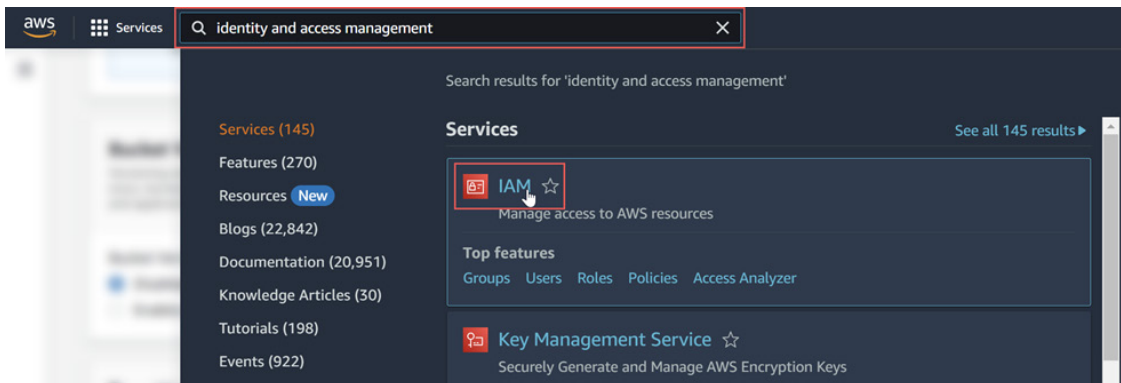 aws
Services
identity and access management
Search results for 'identity and access management'
Services (145)
Features (270)
Resources New
Blogs (22,842)
Documentation (20,951)
Knowledge Articles (30)
Tutorials (198)
Events (922)
Services
See all 145 results
IAM
Manage access to AWS resources
Top features
Groups Users Roles Policies Access Analyzer
Key Management Service
Securely Generate and Manage AWS Encryption Keys